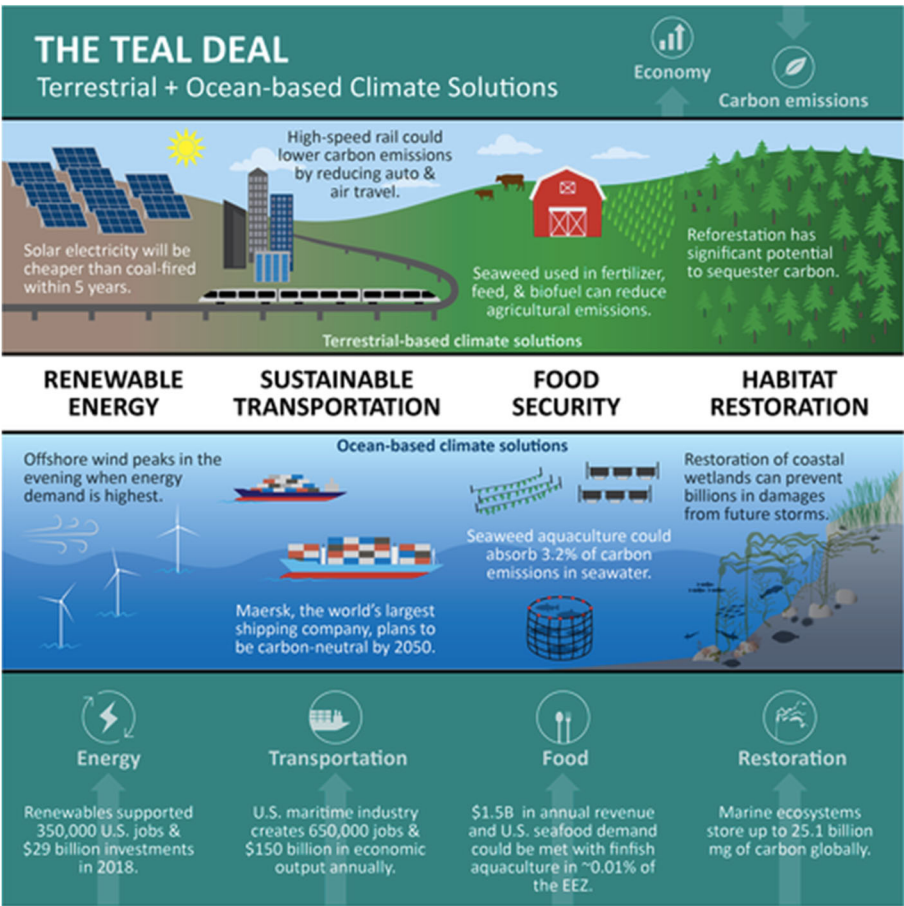 THE TEAL DEAL
Terrestrial + Ocean-based Climate Solutions
Economy
Carbon emissions
Solar electricity will be
cheaper than coal-fired
within 5 years.
High-speed rail could
lower carbon emissions
by reducing auto &
air travel.
Seaweed used in fertilizer,
feed, & biofuel can reduce
agricultural emissions.
Reforestation has
significant potential
to sequester carbon.
Terrestrial-based climate solutions
RENEWABLE
ENERGY
SUSTAINABLE
TRANSPORTATION
FOOD
SECURITY
HABITAT
RESTORATION
Ocean-based climate solutions
Offshore wind peaks in the
evening when energy
demand is highest.
Maersk, the world's largest
shipping company, plans to
be carbon-neutral by 2050.
Seaweed aquaculture could
absorb 3.2% of carbon
emissions in seawater.
Restoration of coastal
wetlands can prevent
billions in damages
from future storms.
Energy
Renewables supported
350,000 U.S. jobs &
$29 billion investments
in 2018.
Transportation
U.S. maritime industry
creates 650,000 jobs &
$150 billion in economic
output annually.
Food
$1.5B in annual revenue
and U.S. seafood demand
could be met with finfish
aquaculture in ~0.01% of
the EEZ.
Restoration
Marine ecosystems
store up to 25.1 billion
mg of carbon globally.